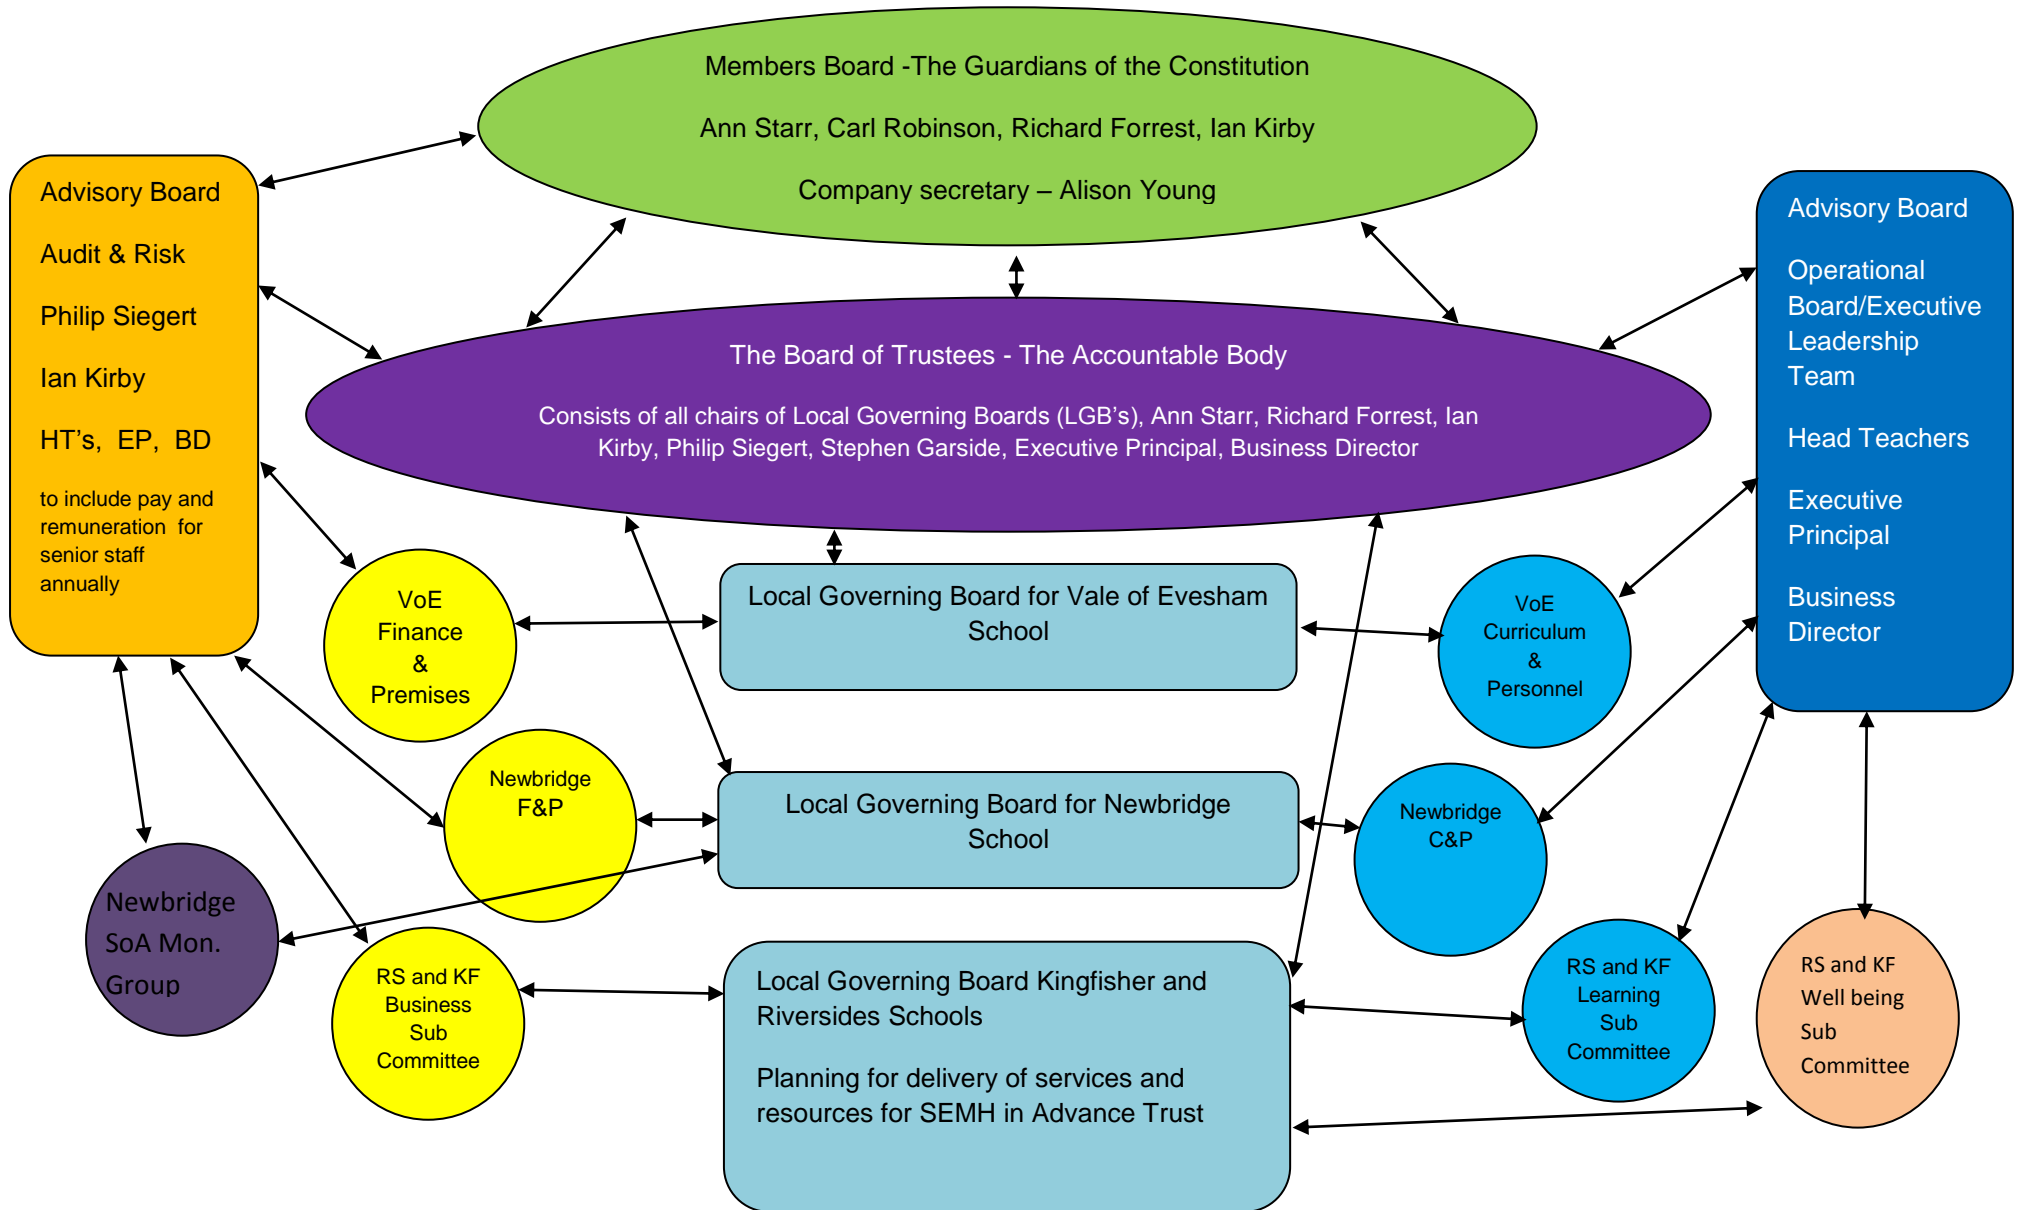 Members Board -The Guardians of the Constitution
Ann Starr, Carl Robinson, Richard Forrest, Ian Kirby
Company secretary – Alison Young
Advisory Board
Audit & Risk
Philip Siegert
Ian Kirby
HT's, EP, BD
to include pay and
remuneration for
senior staff
annually
The Board of Trustees - The Accountable Body
Consists of all chairs of Local Governing Boards (LGB's), Ann Starr, Richard Forrest, Ian
Kirby, Philip Siegert, Stephen Garside, Executive Principal, Business Director
Advisory Board
Operational
Board/Executive
Leadership
Team
Head Teachers
Executive
Principal
Business
Director
VoE
Finance
&
Premises
Local Governing Board for Vale of Evesham
School
VoE
Curriculum
&
Personnel
Newbridge
F&P
Local Governing Board for Newbridge
School
Newbridge
C&P
Newbridge
SoA Mon.
Group
RS and KF
Business
Sub
Committee
Local Governing Board Kingfisher and
Riversides Schools
Planning for delivery of services and
resources for SEMH in Advance Trust
RS and KF
Learning
Sub
Committee
RS and KF
Well being
Sub
Committee